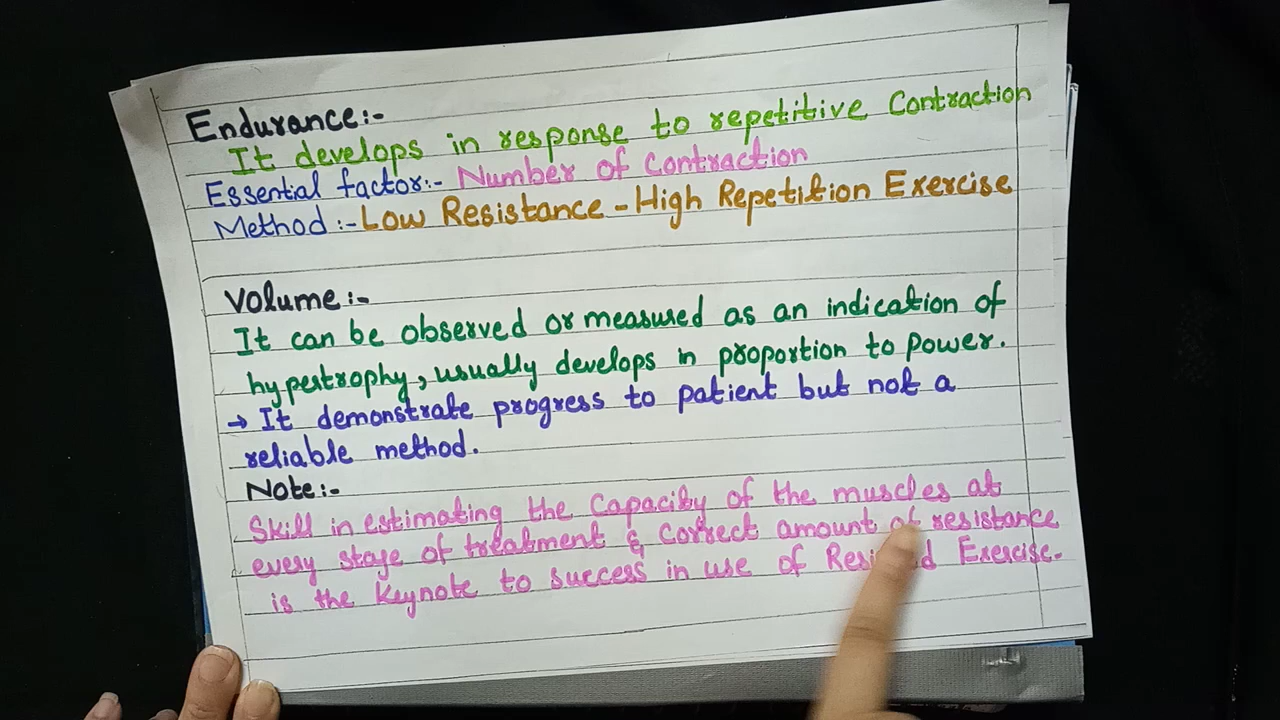 Endurance:-
It develops in response to repetitive Contraction
Essential factor:- Number of contraction
Method:- Low Resistance - High Repetition Exercise
Volume:-
It can be observed or measured as an indication of
hypertrophy, usually develops in proportion to power.
→ It demonstrate progress to patient but not a
reliable method.
Note:-
Skill in estimating the Capacity of the muscles at
every stage of treatment & Correct amount of resistance
is the Keynote to success in use of Exercise.